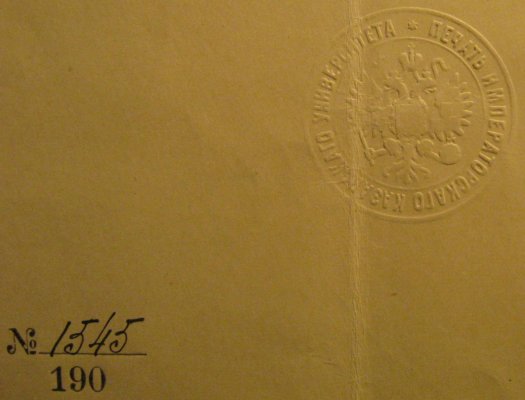 ПЕЧАТЬ ИМПЕРАТОРСКАГО КАЗАНСКАГО УНИВЕРСИТЕТА *
№ 1545
190